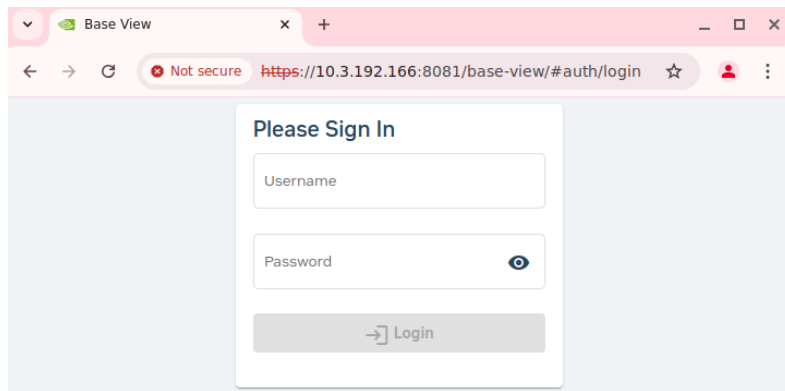 Base View
Not secure https://10.3.192.166:8081/base-view/#auth/login
Please Sign In
Username
Password
Login